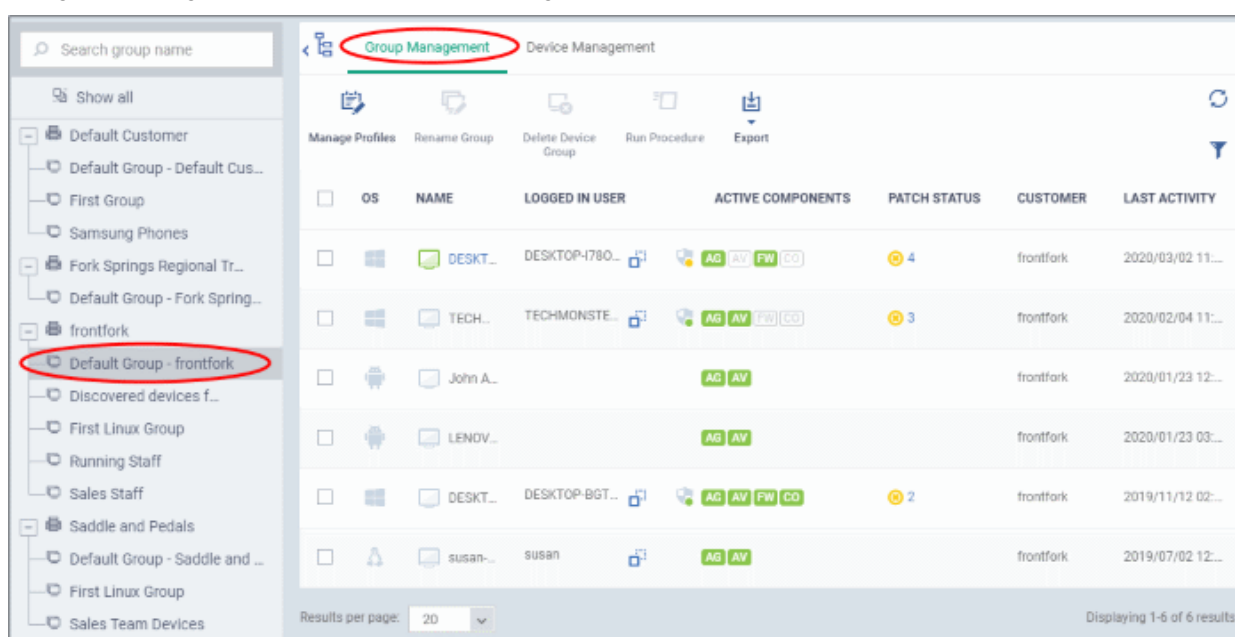 Search group name
Group Management Device Management
Show all
Default Customer
Manage Profiles Rename Group Delete Device Group Run Procedure Export
Default Group - Default Cus...
First Group
OS NAME LOGGED IN USER ACTIVE COMPONENTS PATCH STATUS CUSTOMER LAST ACTIVITY
Samsung Phones
Fork Springs Regional Tr...
DESKT... DESKTOP-I78O... AG AV FW CO 4 frontfork 2020/03/02 11:...
Default Group - Fork Spring...
frontfork
TECH... TECHMONSTE... AG AV FW CO 3 frontfork 2020/02/04 11:...
Default Group - frontfork
John A... AG AV frontfork 2020/01/23 12:...
Discovered devices f...
First Linux Group
LENOV... AG AV frontfork 2020/01/23 03:...
Running Staff
Sales Staff
DESKT... DESKTOP-BGT... AG AV FW CO 2 frontfork 2019/11/12 02:...
Saddle and Pedals
Default Group - Saddle and ...
susan-... susan AG AV frontfork 2019/07/02 12:...
First Linux Group
Sales Team Devices
Results per page: 20 Displaying 1-6 of 6 results